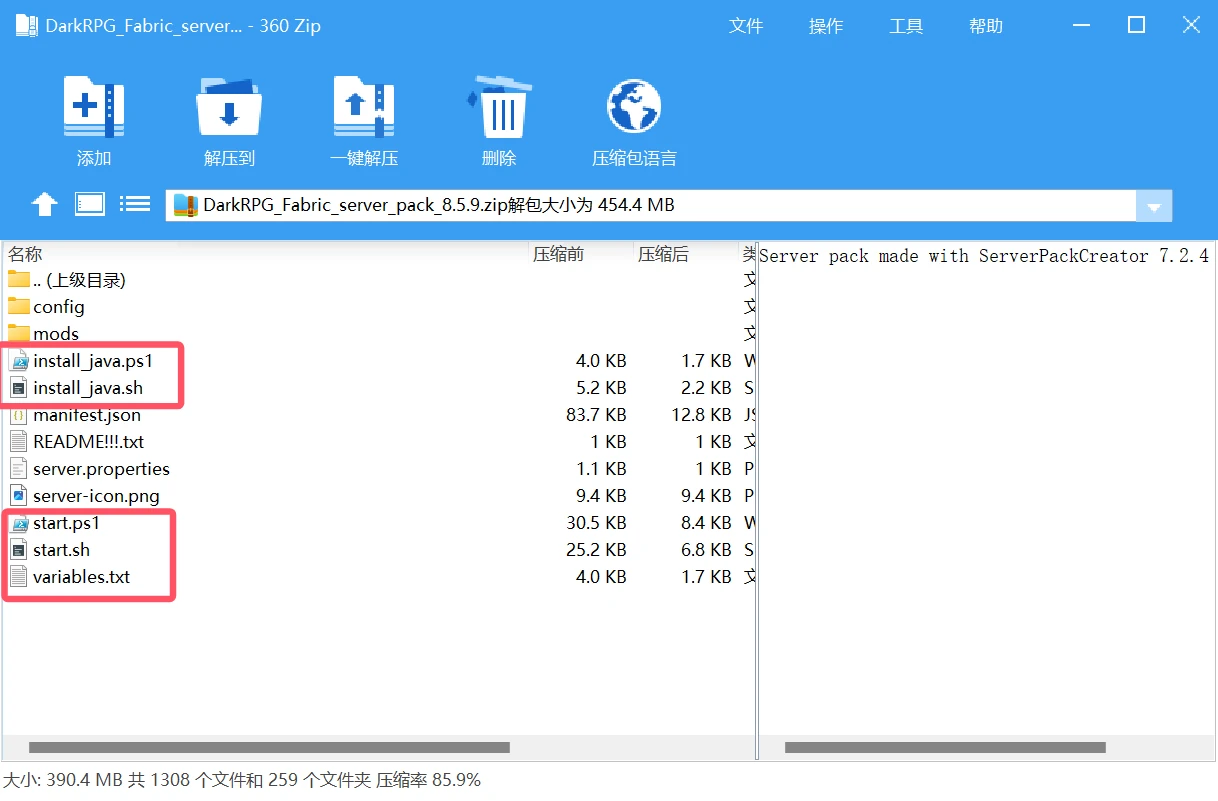 DarkRPG_Fabric_server... - 360 Zip 文件 操作 工具 帮助
添加 解压到 一键解压 删除 压缩包语言
DarkRPG_Fabric_server_pack_8.5.9.zip解包大小为 454.4 MB
名称 压缩前 压缩后 类
Server pack made with ServerPackCreator 7.2.4
.. (上级目录) 文
config 文
mods 文
install_java.ps1 4.0 KB 1.7 KB W
install_java.sh 5.2 KB 2.2 KB S
manifest.json 83.7 KB 12.8 KB JS
README!!!.txt 1 KB 1 KB 文
server.properties 1.1 KB 1 KB P
server-icon.png 9.4 KB 9.4 KB P
start.ps1 30.5 KB 8.4 KB W
start.sh 25.2 KB 6.8 KB S
variables.txt 4.0 KB 1.7 KB 文
大小: 390.4 MB 共 1308 个文件和 259 个文件夹 压缩率 85.9%